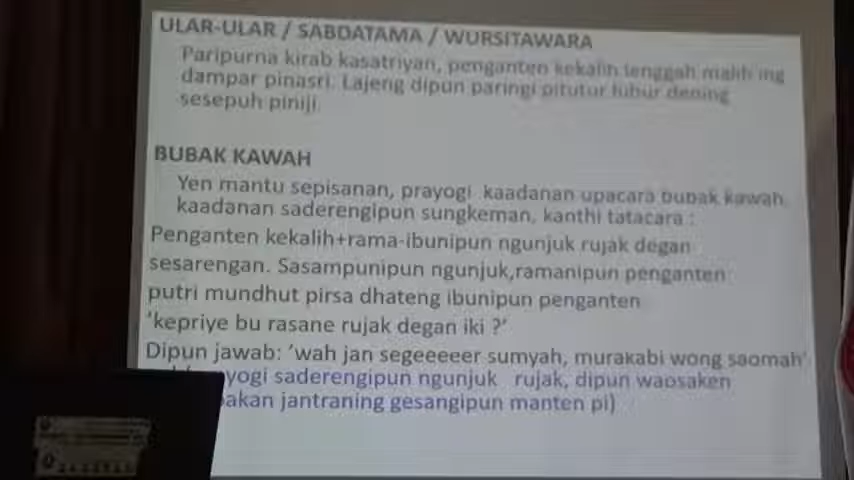 ULAR-ULAR / SABDATAMA / WURSITAWARA
Paripurna kirab kasatriyan, penganten kekalih lenggah malih ing
dampar pinasri. Lajeng dipun paringi pitutur luhur dening
sesepuh piniji.
BUBAK KAWAH
Yen mantu sepisanan, prayogi kaadanan upacara bubak kawah,
kaadanan saderengipun sungkeman, kanthi tatacara :
Penganten kekalih+rama-ibunipun ngunjuk rujak degan
sesarengan. Sasampunipun ngunjuk,ramanipun penganten
putri mundhut pirsa dhateng ibunipun penganten
'kepriye bu rasane rujak degan iki ?'
Dipun jawab: 'wah jan segeeeeer sumyah, murakabi wong saomah'
yogi saderengipun ngunjuk rujak, dipun waosaken
akan jantraning gesangipun manten pi)